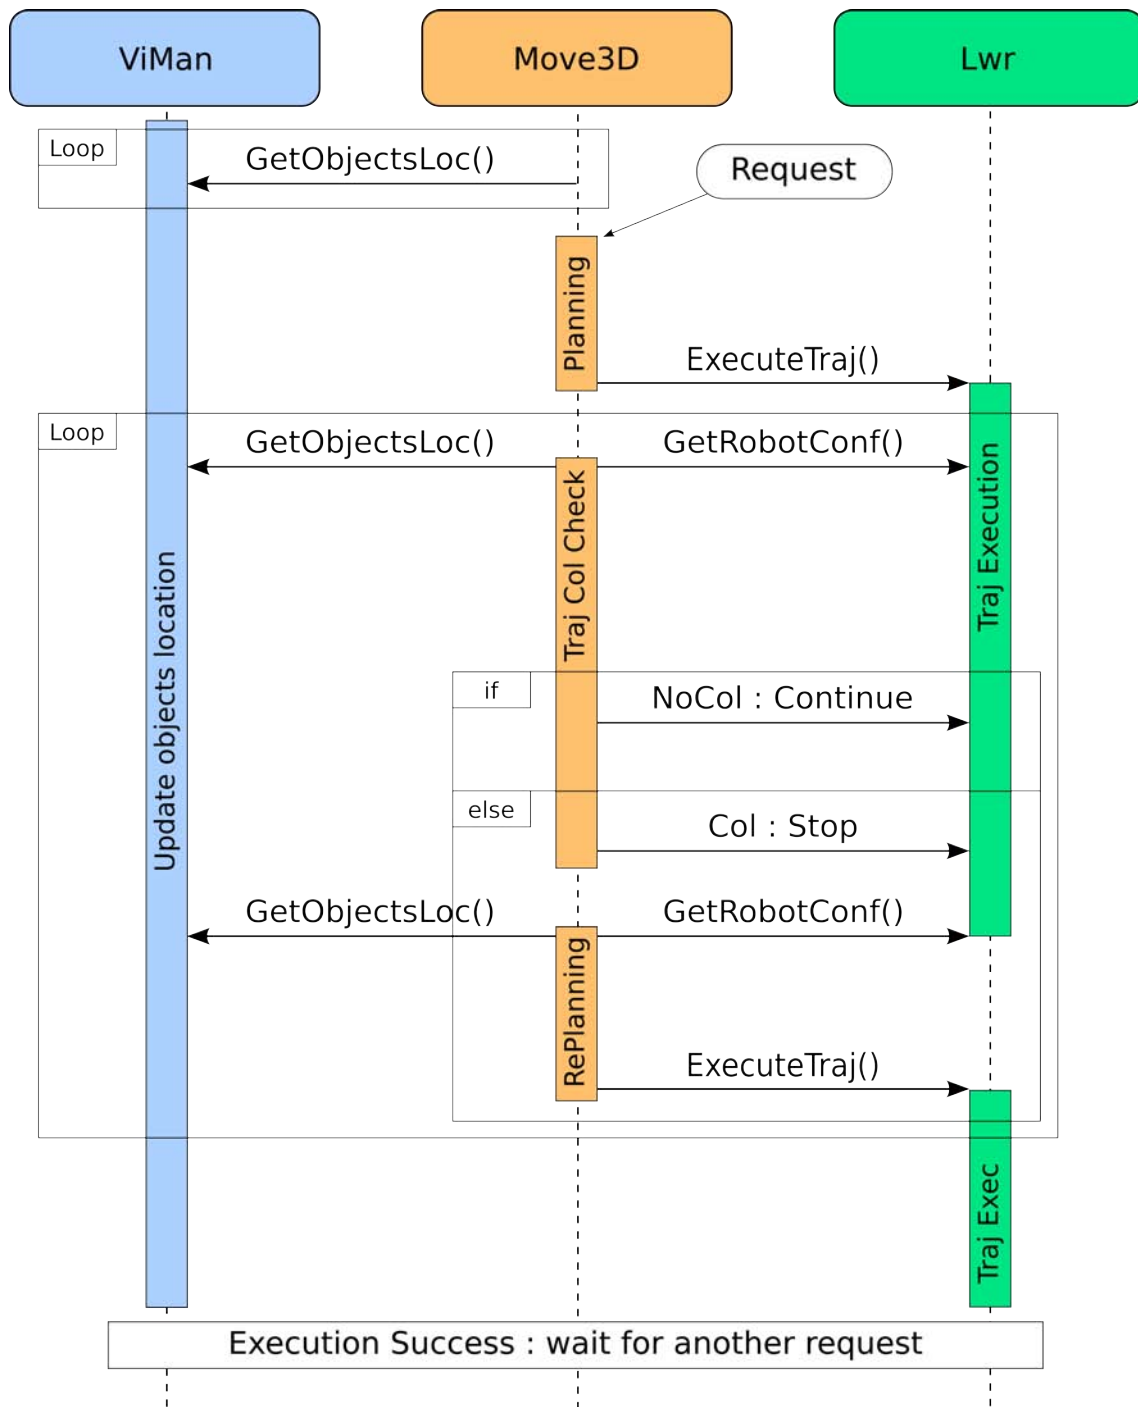 ViMan
Move3D
Lwr
Loop
GetObjectsLoc()
Request
Planning
ExecuteTraj()
Loop
GetObjectsLoc()
GetRobotConf()
Update objects location
Traj Col Check
Traj Execution
if
NoCol : Continue
else
Col : Stop
GetObjectsLoc()
GetRobotConf()
RePlanning
ExecuteTraj()
Traj Exec
Execution Success : wait for another request